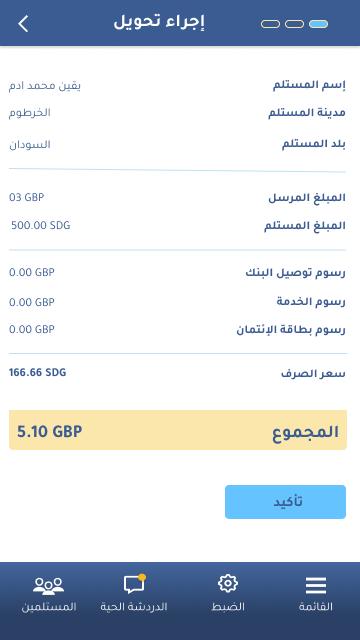 إجراء تحويل
إسم المستلم يقين محمد ادم
مدينة المستلم الخرطوم
بلد المستلم السودان
المبلغ المرسل 03 GBP
المبلغ المستلم 500.00 SDG
رسوم توصيل البنك 0.00 GBP
رسوم الخدمة 0.00 GBP
رسوم بطاقة الإئتمان 0.00 GBP
سعر الصرف 166.66 SDG
المجموع 5.10 GBP
تأكيد
القائمة الضبط الدردشة الحية المستلمين